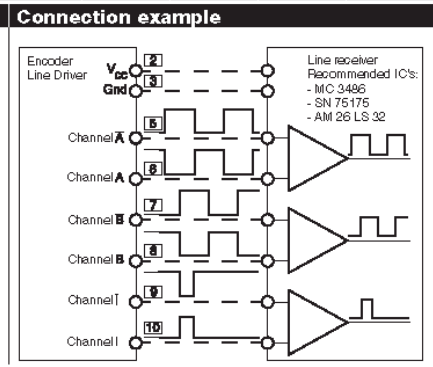 Connection example
Encoder
Line Driver
Vcc
Gnd
2
3
Line receiver
Recommended IC's:
- MC 3486
- SN 75175
- AM 26 LS 32
5
Channel A̅
6
Channel A
7
Channel B̅
8
Channel B
9
Channel I̅
10
Channel I